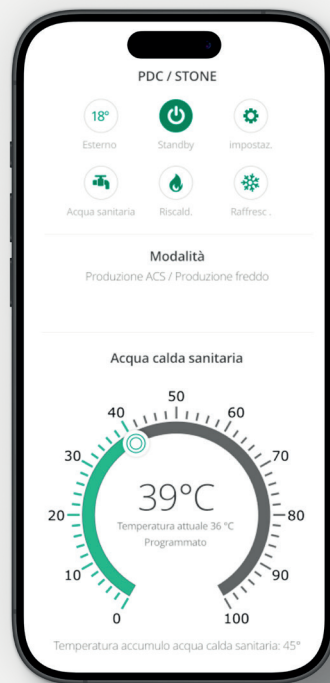 PDC / STONE
18°
Esterno
Standby
impostaz.
Acqua sanitaria
Riscald.
Raffresc .
Modalità
Produzione ACS / Produzione freddo
Acqua calda sanitaria
50
40
60
30
70
39°C
20
80
Temperatura attuale 36 °C
Programmato
10
90
0
100
Temperatura accumulo acqua calda sanitaria: 45°